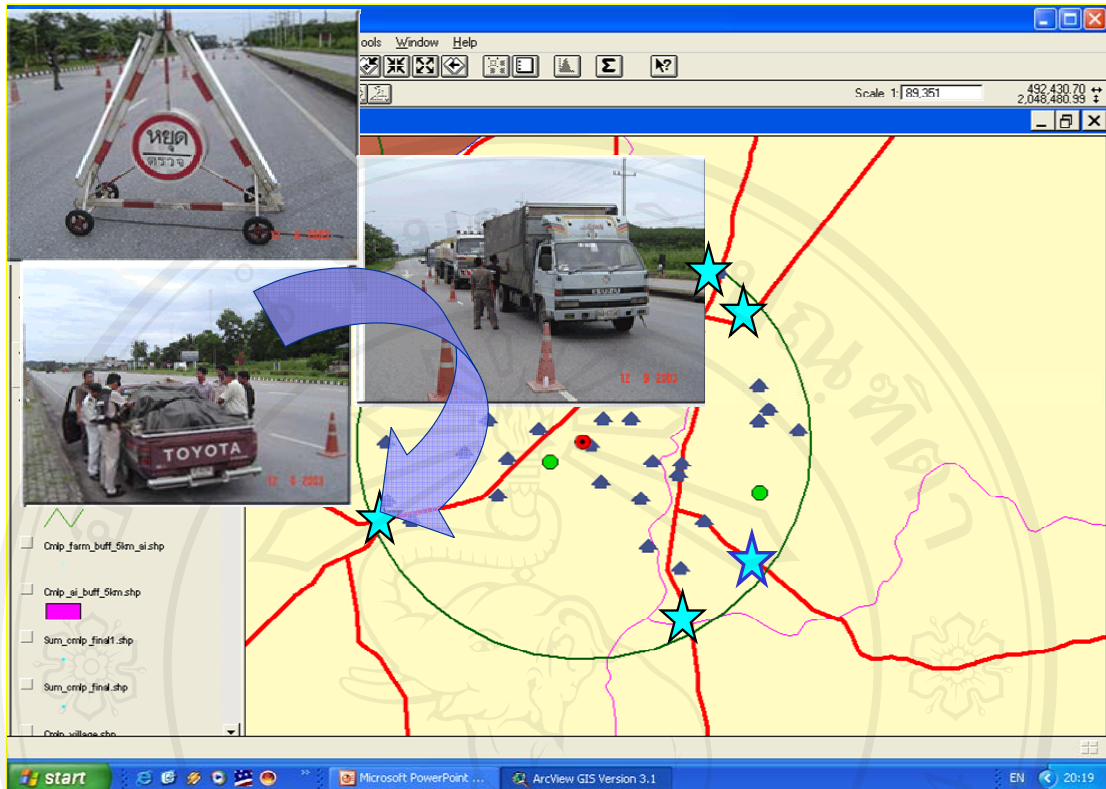 ools Window Help
Scale 1: 89,351
492,430.70
2,048,480.99
หยุด
ตรวจ
12 9 2003
12 9 2003
TOYOTA
ISUZU
12 9 2003
Cmlp_farm_buff_5km_ai.shp
Cmlp_ai_buff_5km.shp
Sum_cmlp_final1.shp
Sum_cmlp_final.shp
Cmlp_village.shp
start
Microsoft PowerPoint ...
ArcView GIS Version 3.1
EN
20:19